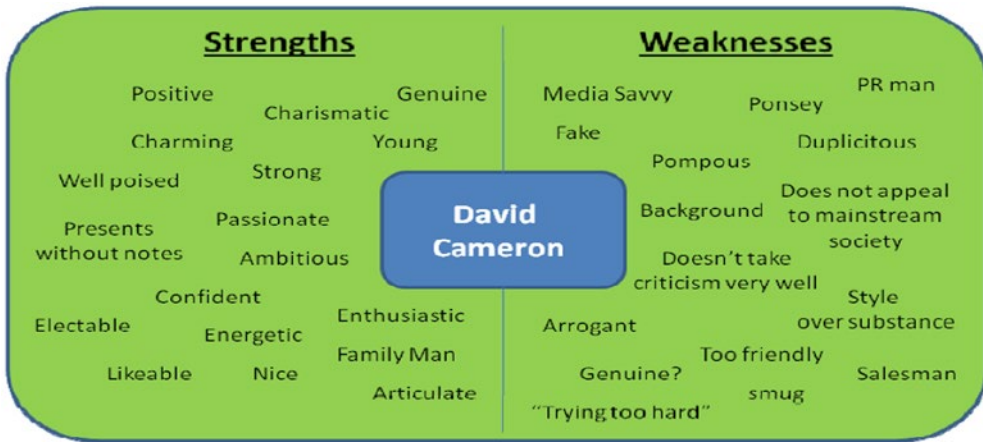 Strengths
Positive
Genuine
Charismatic
Charming
Young
Well poised
Strong
Presents
without notes
Passionate
Ambitious
Confident
Electable
Energetic
Enthusiastic
Family Man
Likeable
Nice
Articulate
David
Cameron
Weaknesses
Media Savvy
PR man
Ponsey
Fake
Duplicitous
Pompous
Background
Does not appeal
to mainstream
society
Doesn't take
criticism very well
Style
over substance
Arrogant
Too friendly
Genuine?
Salesman
smug
"Trying too hard"